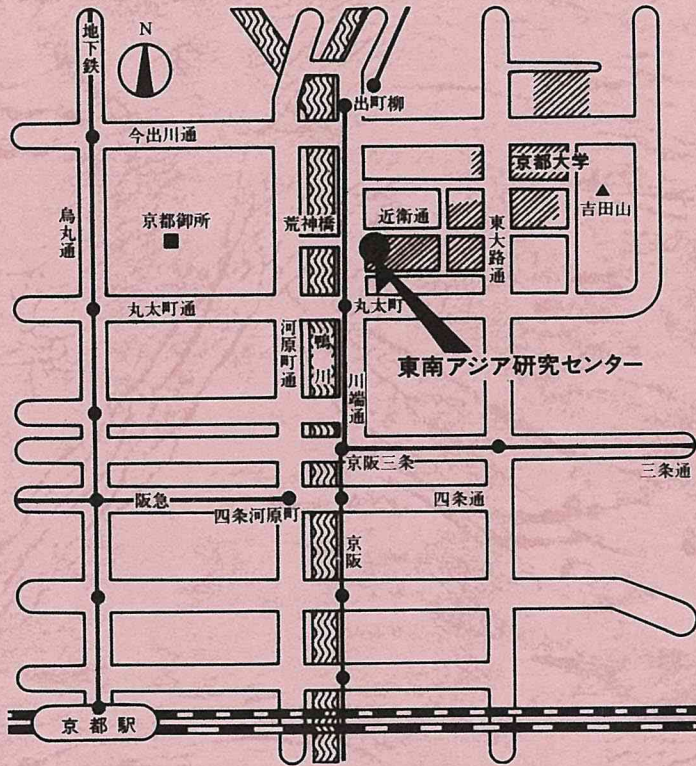 地下鉄
N
出町柳
今出川通
京都大学
烏丸通
京都御所
荒神橋
近衛通
東大路通
吉田山
丸太町通
丸太町
河原町通
鴨川
川端通
東南アジア研究センター
京阪三条
三条通
阪急
四条河原町
四条通
京阪
京都駅